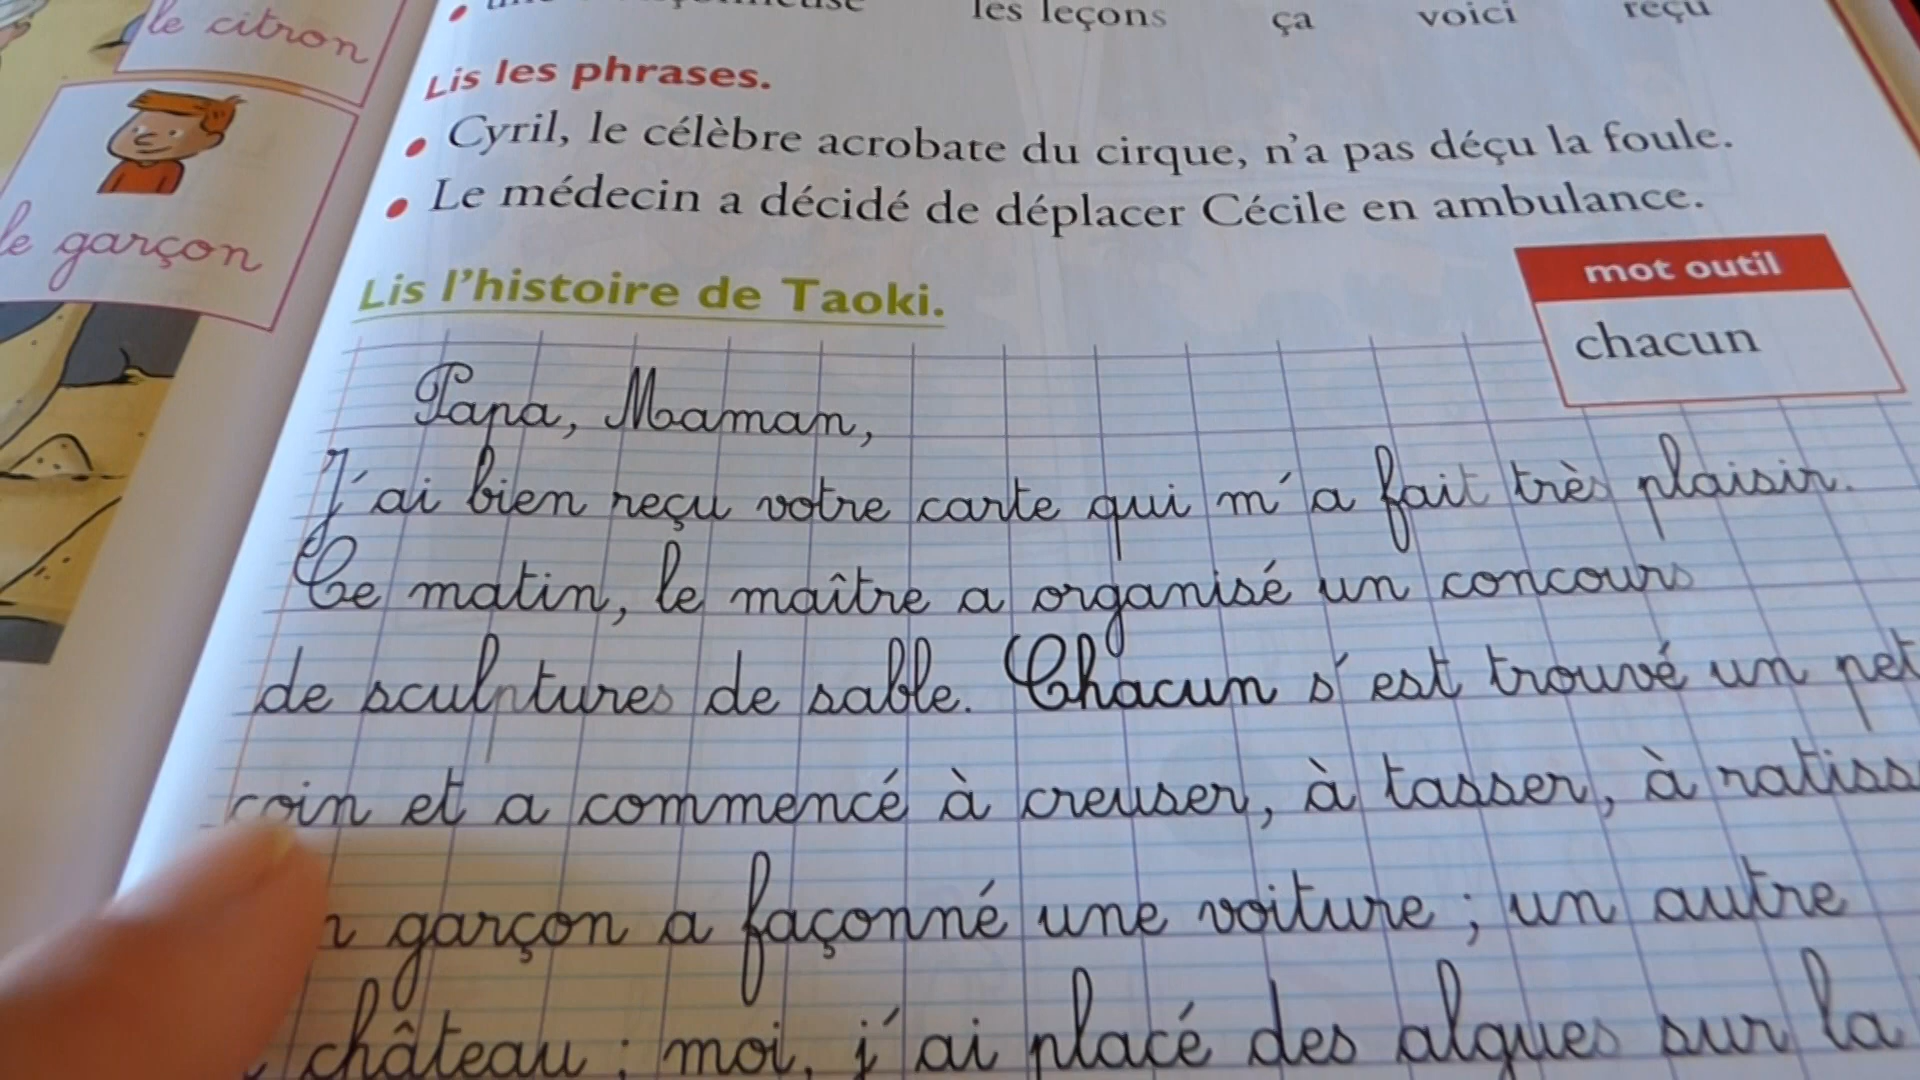 le citron
le garçon
les leçons ça voici reçu
Lis les phrases.
• Cyril, le célèbre acrobate du cirque, n'a pas déçu la foule.
• Le médecin a décidé de déplacer Cécile en ambulance.
Lis l'histoire de Taoki.
mot outil
chacun
Papa, Maman,
J'ai bien reçu votre carte qui m'a fait très plaisir.
Ce matin, le maître a organisé un concours
de sculptures de sable. Chacun s'est trouvé un
coin et a commencé à creuser, à tasser, à
garçon a façonné une voiture ; un autre
château ; moi, j'ai placé des algues sur la